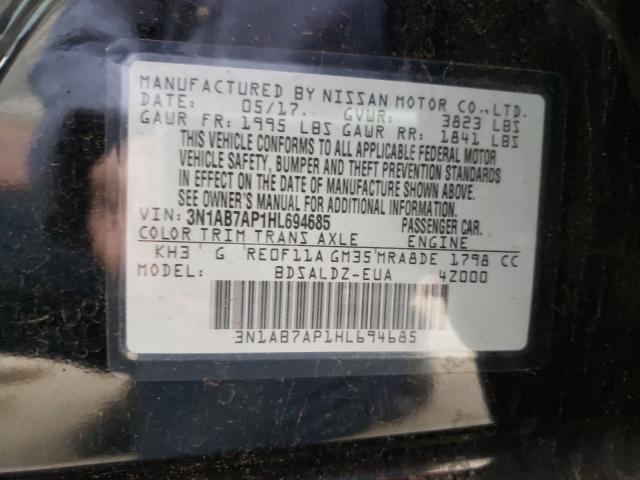 MANUFACTURED BY NISSAN MOTOR CO., LTD.
DATE: 05/17. GVWR: 3823 LBS
GAWR FR: 1995 LBS GAWR RR: 1841 LBS
THIS VEHICLE CONFORMS TO ALL APPLICABLE FEDERAL MOTOR
VEHICLE SAFETY, BUMPER AND THEFT PREVENTION STANDARDS
IN EFFECT ON THE DATE OF MANUFACTURE SHOWN ABOVE.
SEE OWNER'S MANUAL FOR ADDITIONAL INFORMATION.
VIN: 3N1AB7AP1HL694685 PASSENGER CAR.
COLOR TRIM TRANS AXLE ENGINE
KH3 G RE0F11A GM35 MRA8DE 1798 CC
MODEL: BDSALDZ-EUA 4Z000
3N1AB7AP1HL694685